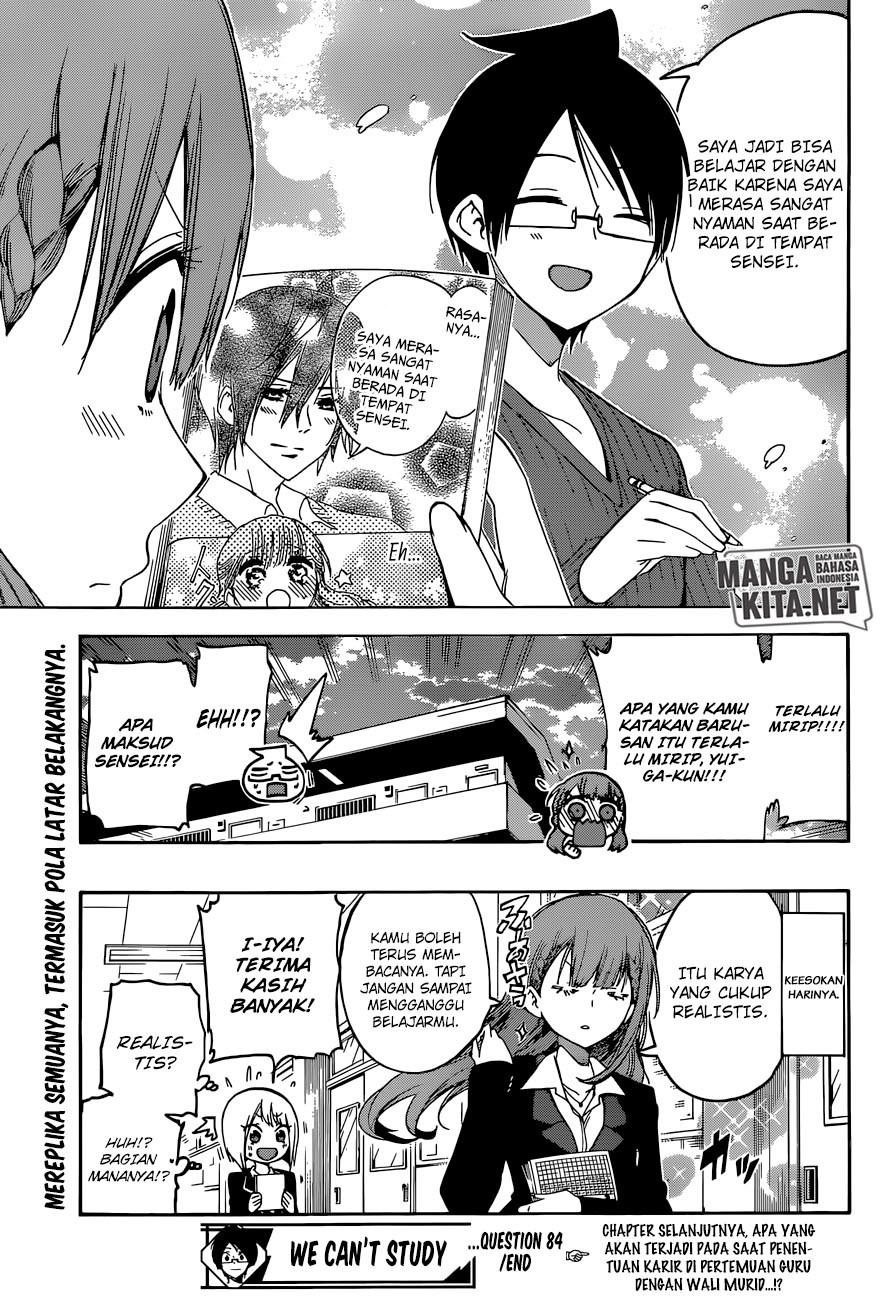 SAYA JADI BISA
BELAJAR DENGAN
BAIK KARENA SAYA
MERASA SANGAT
NYAMAN SAAT BE-
RADA DI TEMPAT
SENSEI.
RASA-
NYA...
SAYA MERA-
SA SANGAT
NYAMAN SAAT
BERADA DI
TEMPAT
SENSEI.
Eh...
MANGA
KITA.NET
BACA MANGA
BAHASA
INDONESIA
TERLALU
MIRIP!!!!
APA YANG KAMU
KATAKAN BARU-
SAN ITU TERLA-
LU MIRIP, YUI-
GA-KUN!!!
EHH!!?
APA
MAKSUD
SENSEI!!?
KEESOKAN
HARINYA.
ITU KARYA
YANG CUKUP
REALISTIS.
ふぁさぁ
KAMU BOLEH
TERUS MEM-
BACANYA. TAPI
JANGAN SAMPAI
MENGGANGGU
BELAJARMU.
I-IYA!
TERIMA
KASIH
BANYAK!
REALIS-
TIS?
HUH!?
BAGIAN
MANANYA!?
MEREPLIKA SEMUANYA, TERMASUK POLA LATAR BELAKANGNYA.
WE CAN'T STUDY
...QUESTION 84
/END
☞
CHAPTER SELANJUTNYA, APA YANG
AKAN TERJADI PADA SAAT PENEN-
TUAN KARIR DI PERTEMUAN GURU
DENGAN WALI MURID...!?